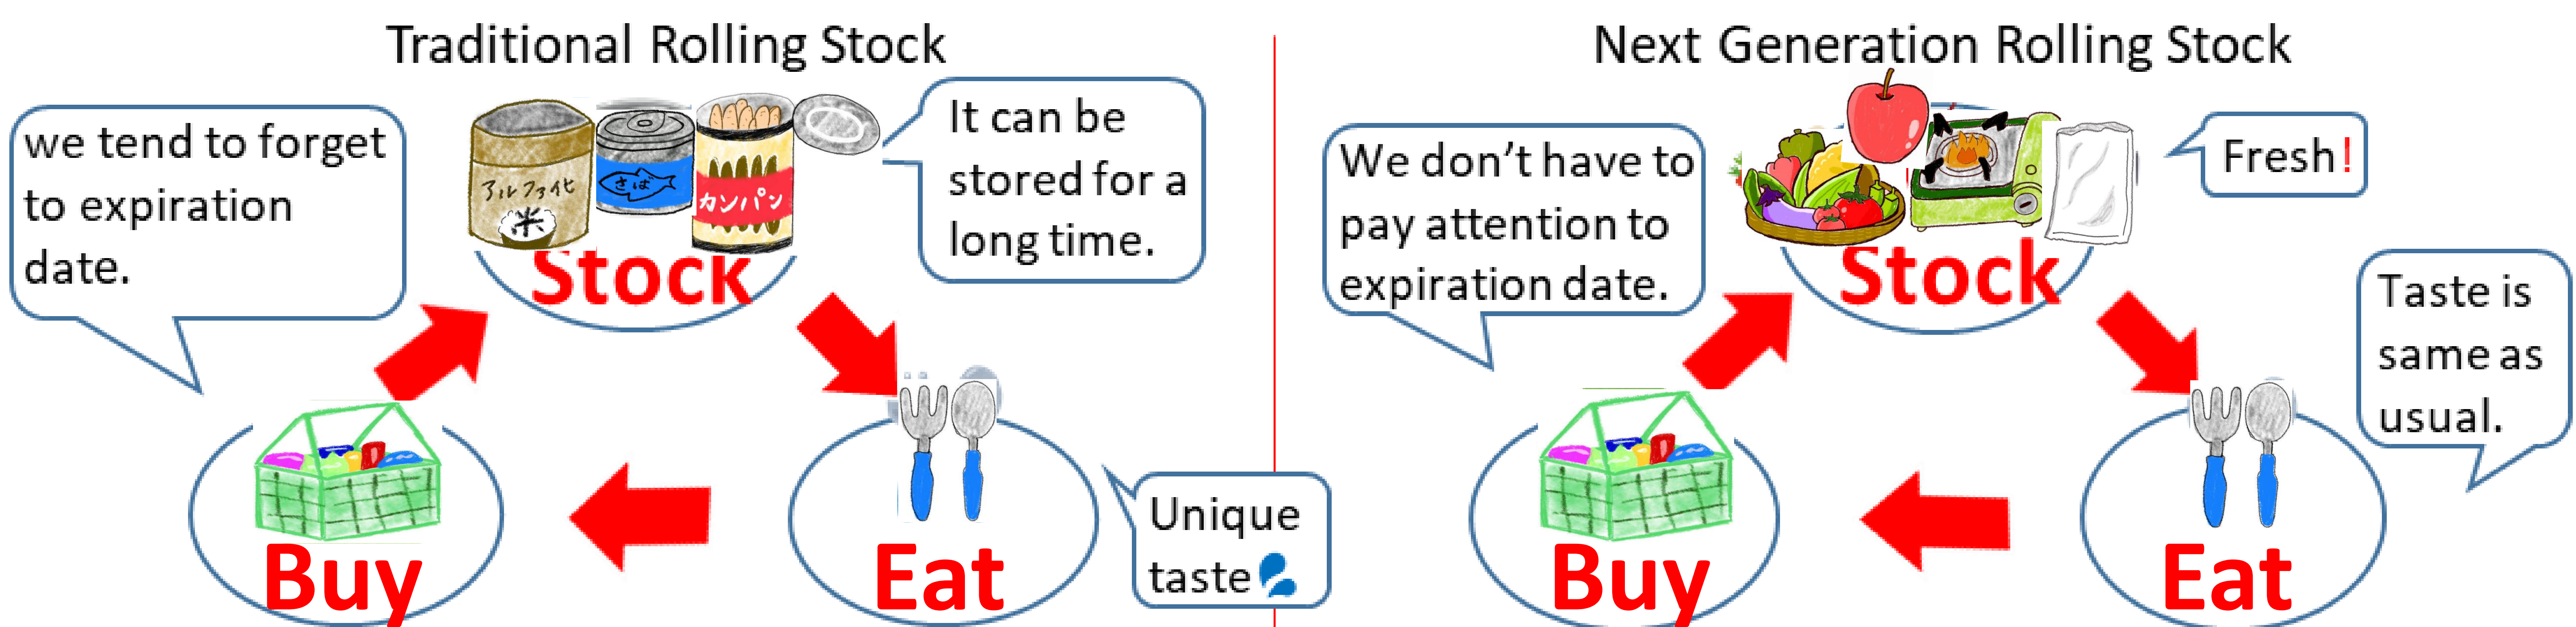 Traditional Rolling Stock
we tend to forget
to expiration
date.
アルファ化
米
さば
カンパン
It can be
stored for a
long time.
Stock
Buy
Eat
Unique
taste💦
Next Generation Rolling Stock
We don't have to
pay attention to
expiration date.
Fresh!
Stock
Taste is
same as
usual.
Buy
Eat